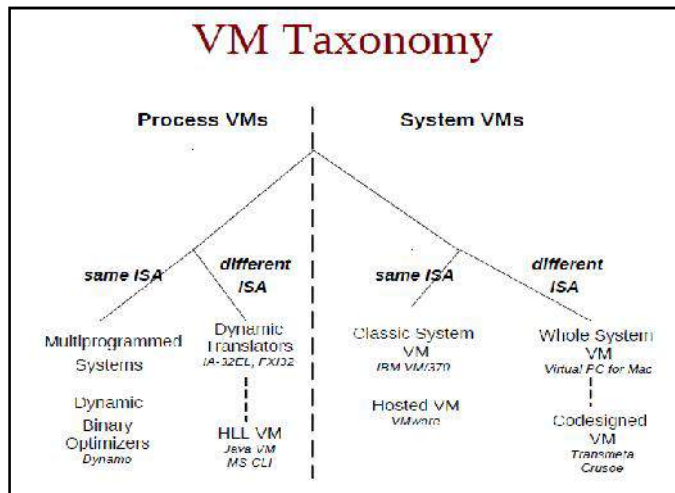 VM Taxonomy
Process VMs
System VMs
same ISA
different
ISA
same ISA
different
ISA
Multiprogrammed
Systems
Dynamic
Binary
Optimizers
Dynamo
Dynamic
Translators
IA-32EL, FX!32
HLL VM
Java VM
MS CLI
Classic System
VM
IBM VM/370
Hosted VM
VMware
Whole System
VM
Virtual PC for Mac
Codesigned
VM
Transmeta
Crusoe